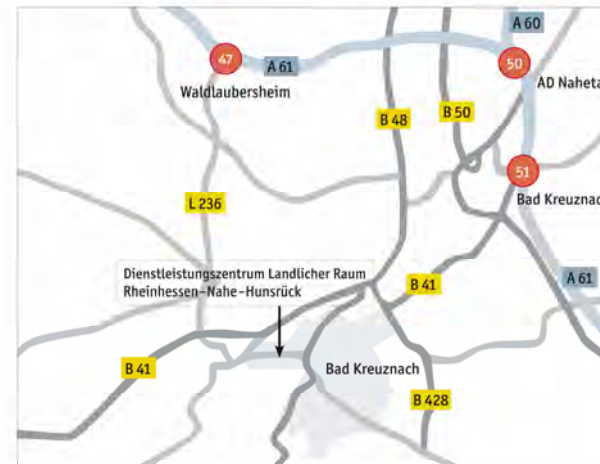 A 60
47
A 61
50
Waldlaubersheim
AD Naheta
B 48
B 50
51
Bad Kreuznac
L 236
Dienstleistungszentrum Landlicher Raum
Rheinhessen-Nahe-Hunsrück
B 41
A 61
B 41
Bad Kreuznach
B 428